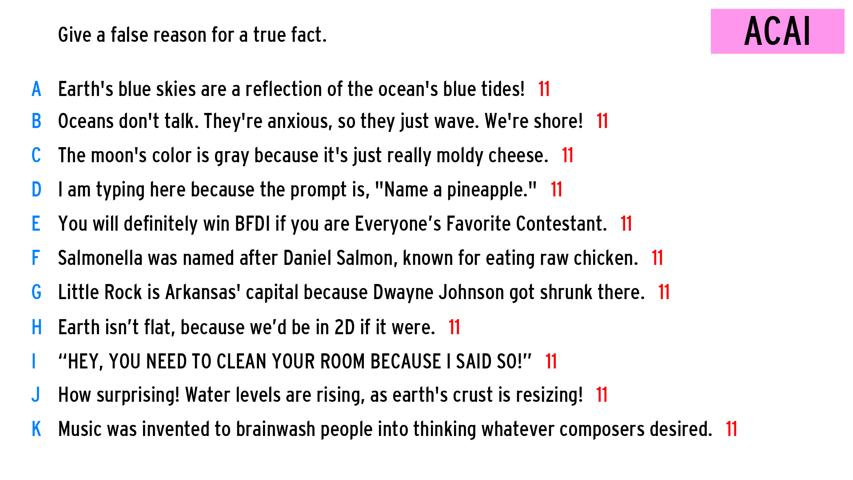 Give a false reason for a true fact.
ACAI
A Earth's blue skies are a reflection of the ocean's blue tides! 11
B Oceans don't talk. They're anxious, so they just wave. We're shore! 11
C The moon's color is gray because it's just really moldy cheese. 11
D I am typing here because the prompt is, "Name a pineapple." 11
E You will definitely win BFDI if you are Everyone’s Favorite Contestant. 11
F Salmonella was named after Daniel Salmon, known for eating raw chicken. 11
G Little Rock is Arkansas' capital because Dwayne Johnson got shrunk there. 11
H Earth isn’t flat, because we’d be in 2D if it were. 11
I “HEY, YOU NEED TO CLEAN YOUR ROOM BECAUSE I SAID SO!” 11
J How surprising! Water levels are rising, as earth's crust is resizing! 11
K Music was invented to brainwash people into thinking whatever composers desired. 11